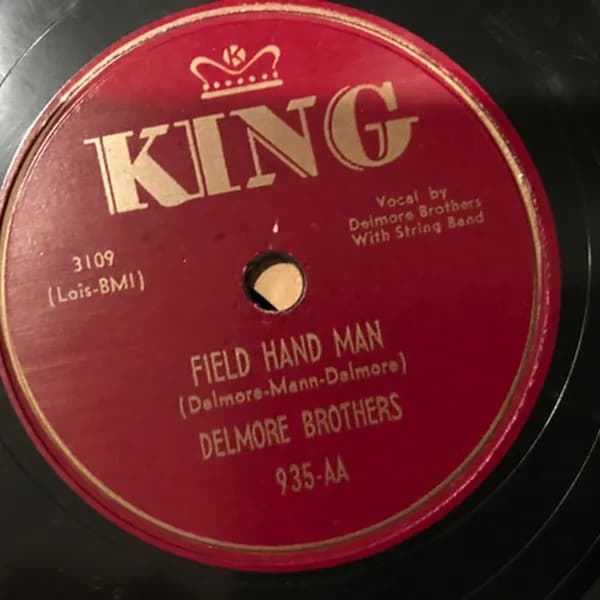 K
KING
Vocal by
Delmore Brothers
With String Band
3109
(Lois-BMI)
FIELD HAND MAN
(Delmore-Mann-Delmore)
DELMORE BROTHERS
935-AA